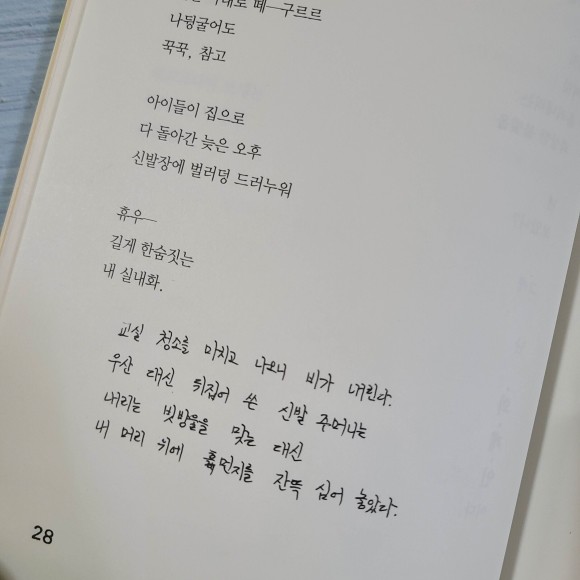 대로 떼—구르르
나뒹굴어도
꾹꾹, 참고
아이들이 집으로
다 돌아간 늦은 오후
신발장에 벌러덩 드러누워
휴우—
길게 한숨짓는
내 실내화.
교실 청소를 마치고 나오니 비가 내린다.
우산 대신 뒤집어 쓴 신발 주머니는
내리는 빗방울을 맞는 대신
내 머리 위에 흙먼지를 잔뜩 심어 놓았다.
28